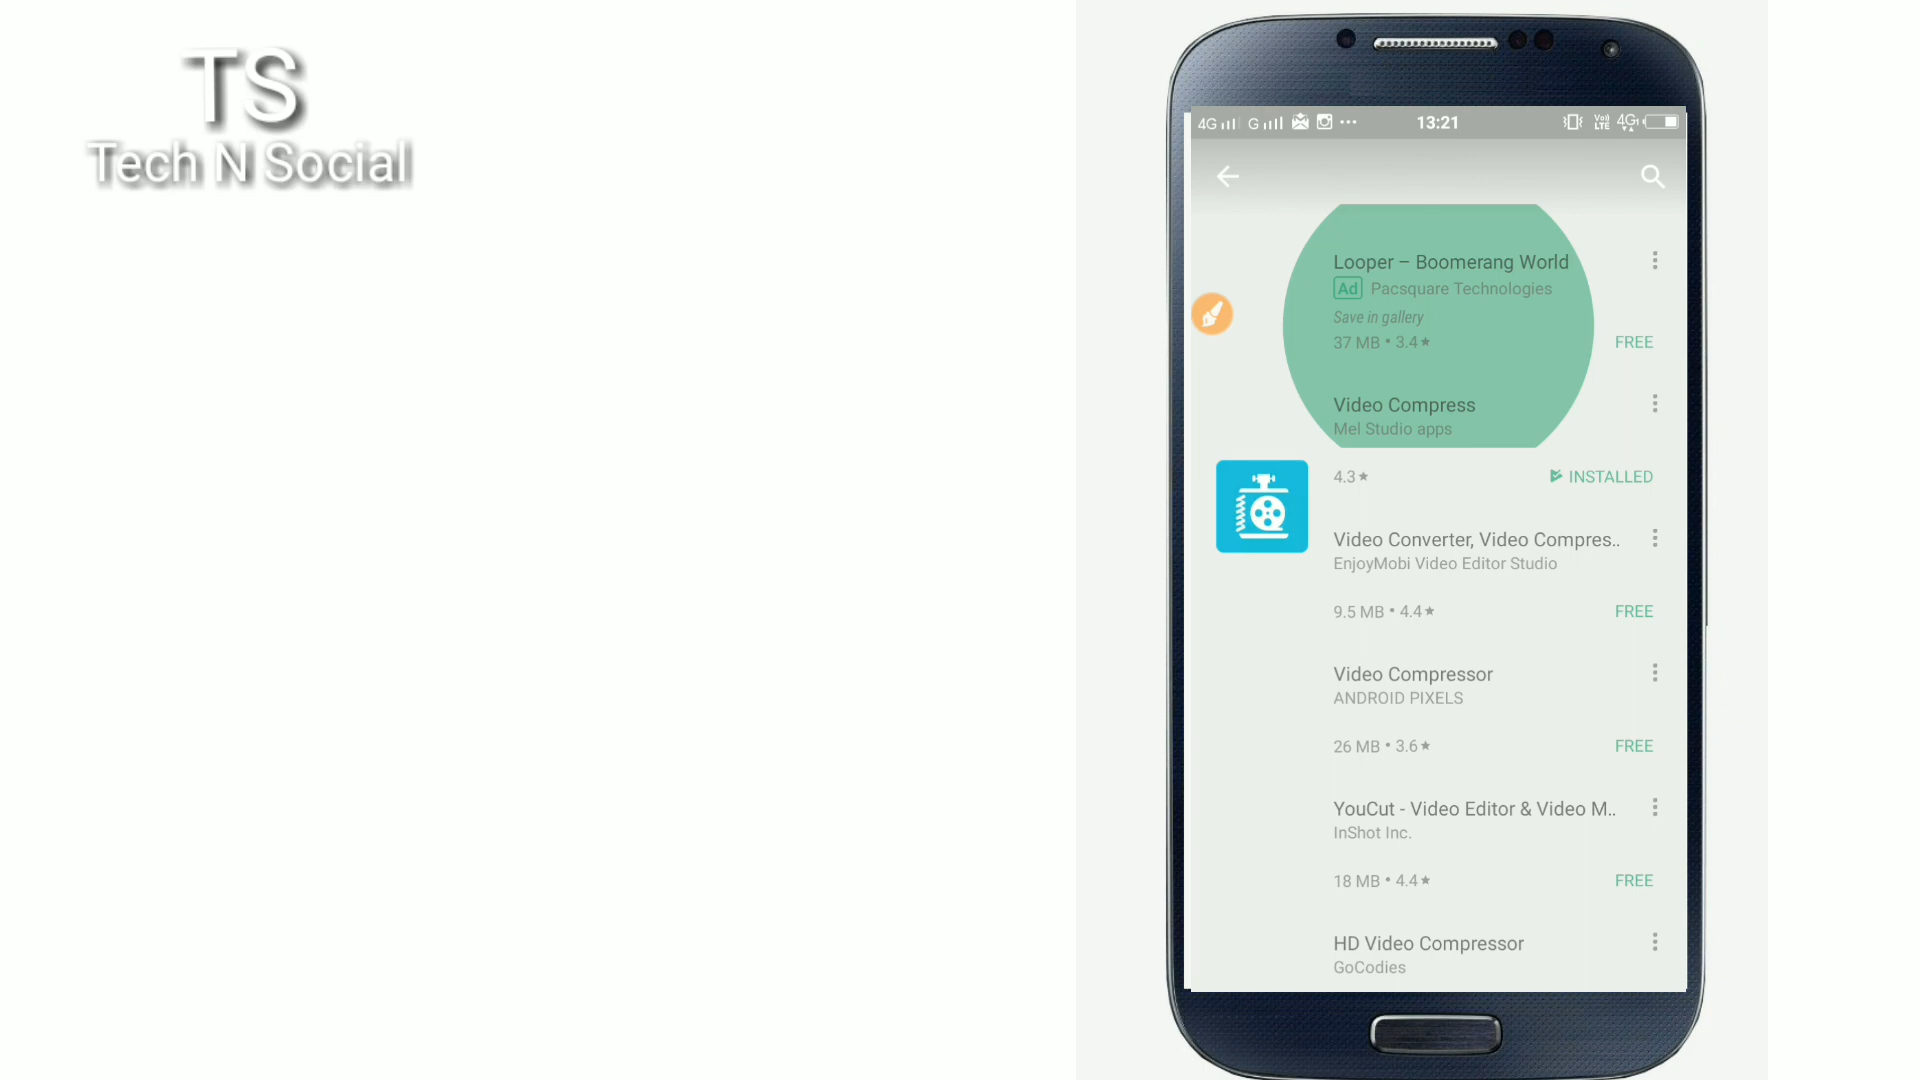 TS
Tech N Social
4G G 13:21 VoJ LTE 4G
Looper – Boomerang World
Ad Pacsquare Technologies
Save in gallery
37 MB • 3.4★ FREE
Video Compress
Mel Studio apps
4.3★ INSTALLED
Video Converter, Video Compres..
EnjoyMobi Video Editor Studio
9.5 MB • 4.4★ FREE
Video Compressor
ANDROID PIXELS
26 MB • 3.6★ FREE
YouCut - Video Editor & Video M..
InShot Inc.
18 MB • 4.4★ FREE
HD Video Compressor
GoCodies